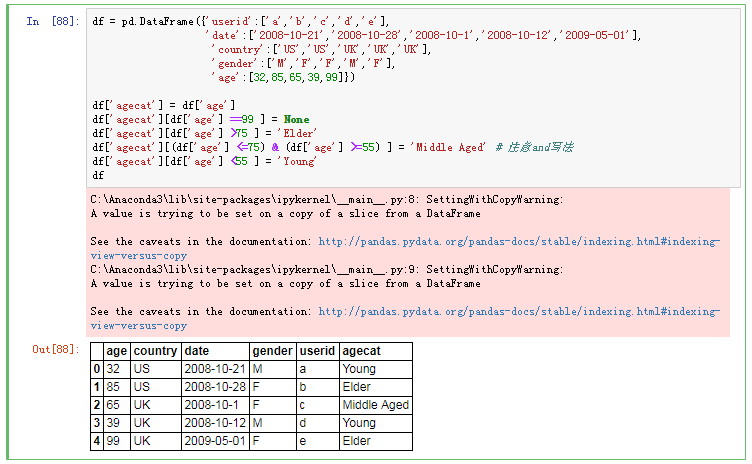 In [88]: df = pd.DataFrame({'userid':['a','b','c','d','e'],
'date':['2008-10-21','2008-10-28','2008-10-1','2008-10-12','2009-05-01'],
'country':['US','US','UK','UK','UK'],
'gender':['M','F','F','M','F'],
'age':[32,85,65,39,99]})
df['agecat'] = df['age']
df['agecat'][df['age'] ==99 ] = None
df['agecat'][df['age'] >75 ] = 'Elder'
df['agecat'][(df['age'] <=75) & (df['age'] >=55) ] = 'Middle Aged' # 注意and写法
df['agecat'][df['age'] <55 ] = 'Young'
df
C:\Anaconda3\lib\site-packages\ipykernel\__main__.py:8: SettingWithCopyWarning:
A value is trying to be set on a copy of a slice from a DataFrame
See the caveats in the documentation: http://pandas.pydata.org/pandas-docs/stable/indexing.html#indexing-
view-versus-copy
C:\Anaconda3\lib\site-packages\ipykernel\__main__.py:9: SettingWithCopyWarning:
A value is trying to be set on a copy of a slice from a DataFrame
See the caveats in the documentation: http://pandas.pydata.org/pandas-docs/stable/indexing.html#indexing-
view-versus-copy
Out[88]: age country date gender userid agecat
0 32 US 2008-10-21 M a Young
1 85 US 2008-10-28 F b Elder
2 65 UK 2008-10-1 F c Middle Aged
3 39 UK 2008-10-12 M d Young
4 99 UK 2009-05-01 F e Elder